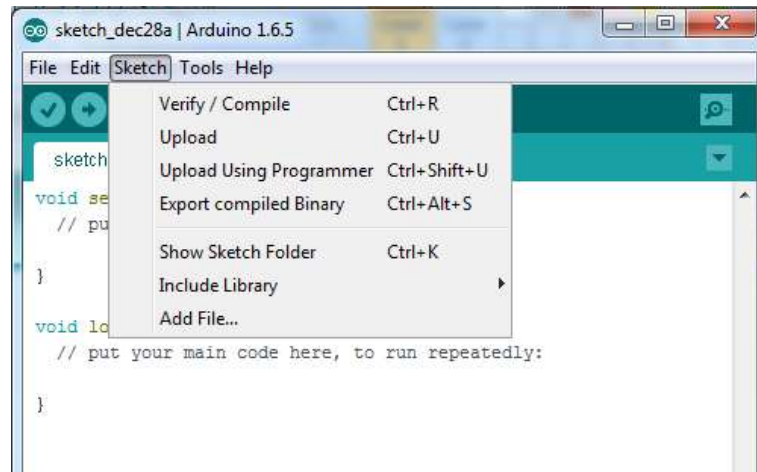 sketch_dec28a | Arduino 1.6.5
File Edit Sketch Tools Help
Verify / Compile Ctrl+R
Upload Ctrl+U
Upload Using Programmer Ctrl+Shift+U
Export compiled Binary Ctrl+Alt+S
Show Sketch Folder Ctrl+K
Include Library
Add File...
sketch
void se
// pu
}
void lo
// put your main code here, to run repeatedly:
}